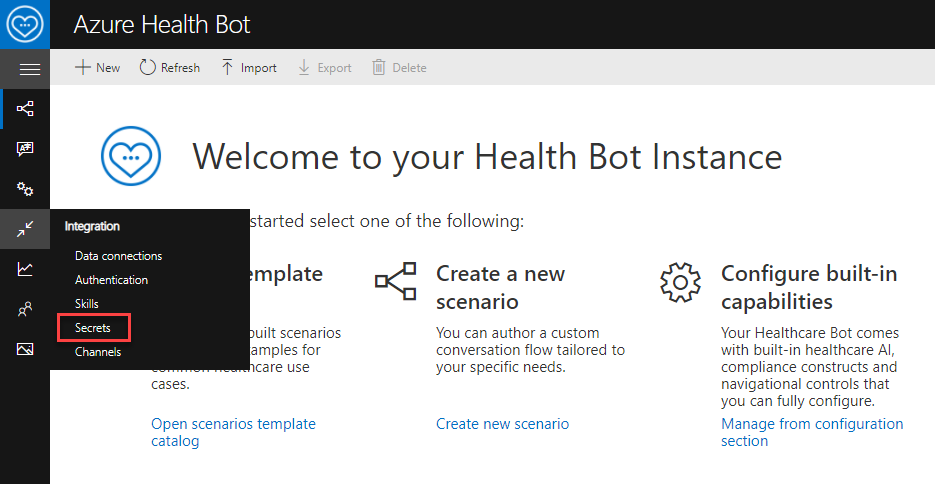 Azure Health Bot
New Refresh Import Export Delete
Welcome to your Health Bot Instance
started select one of the following:
Integration
Data connections
Authentication
Skills
Secrets
Channels
template
built scenarios
examples for
common healthcare use
cases.
Open scenarios template
catalog
Create a new
scenario
You can author a custom
conversation flow tailored to
your specific needs.
Create new scenario
Configure built-in
capabilities
Your Healthcare Bot comes
with built-in healthcare AI,
compliance constructs and
navigational controls that
you can fully configure.
Manage from configuration
section